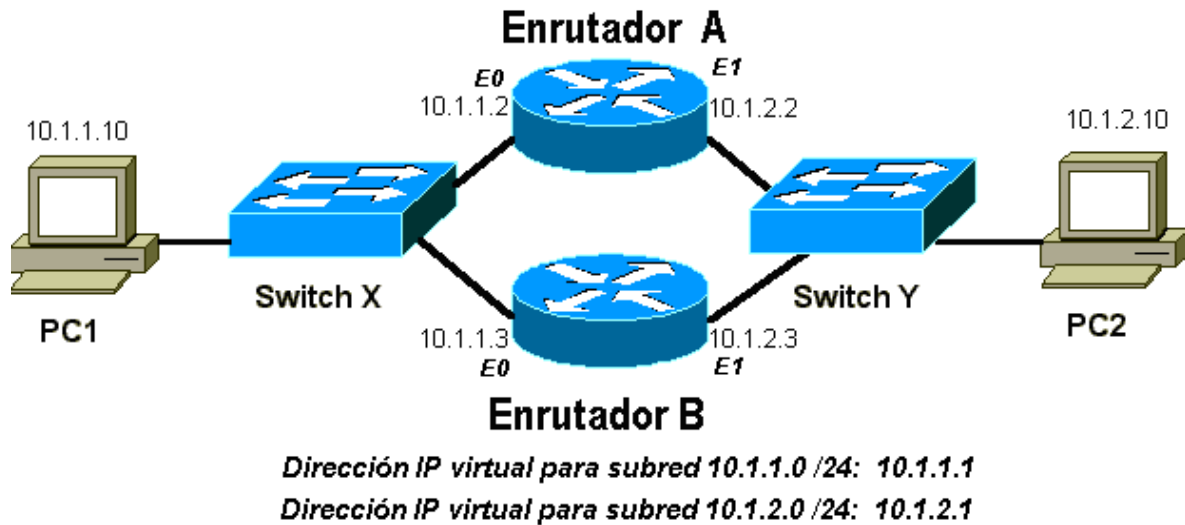 Enrutador A
E0
E1
10.1.1.2
10.1.2.2
10.1.1.10
10.1.2.10
Switch X
Switch Y
PC1
PC2
10.1.1.3
10.1.2.3
E0
E1
Enrutador B
Dirección IP virtual para subred 10.1.1.0 /24: 10.1.1.1
Dirección IP virtual para subred 10.1.2.0 /24: 10.1.2.1